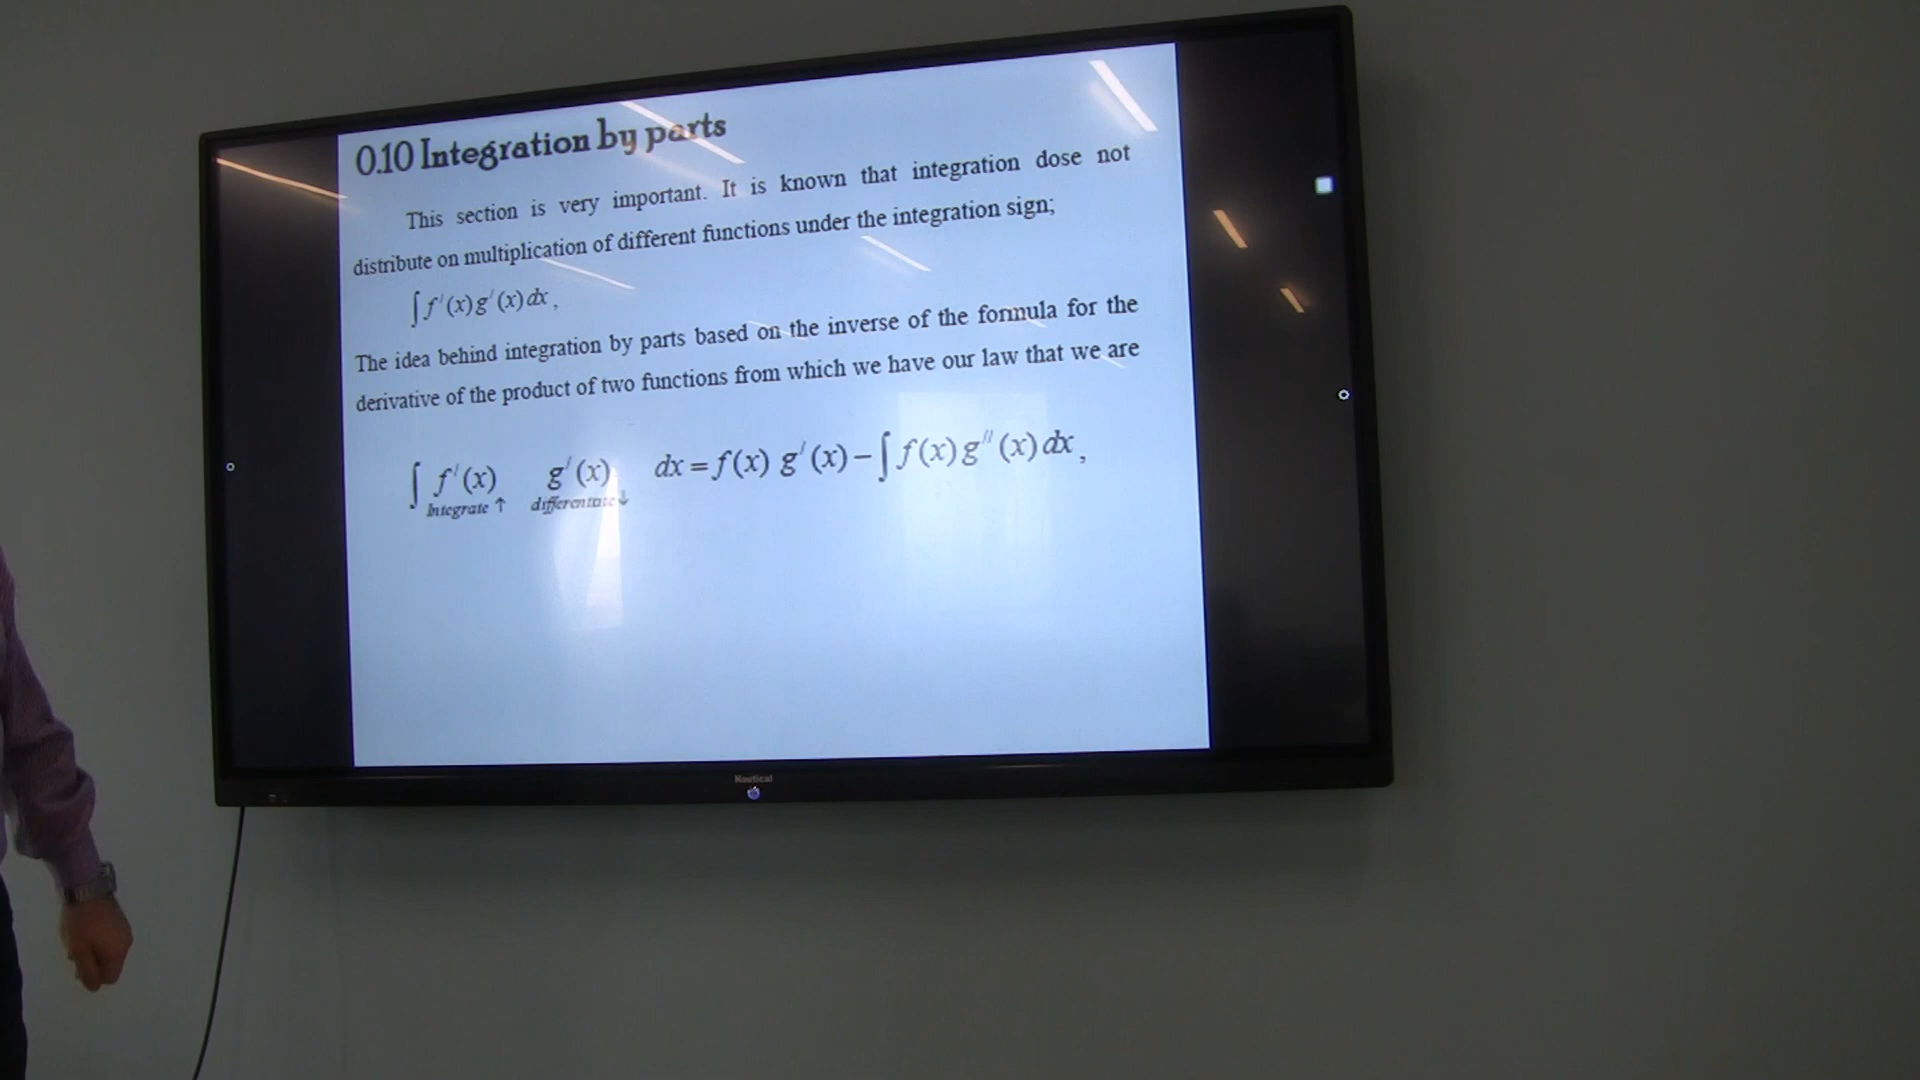 0.10 Integration by parts
This section is very important. It is known that integration dose not
distribute on multiplication of different functions under the integration sign;
∫ f′(x) g′(x) dx ,
The idea behind integration by parts based on the inverse of the formula for the
derivative of the product of two functions from which we have our law that we are
∫ f′(x) g′(x) dx = f(x) g′(x) − ∫ f(x) g′′(x) dx ,
Integrate ↑ differentiate ↓
Nautical